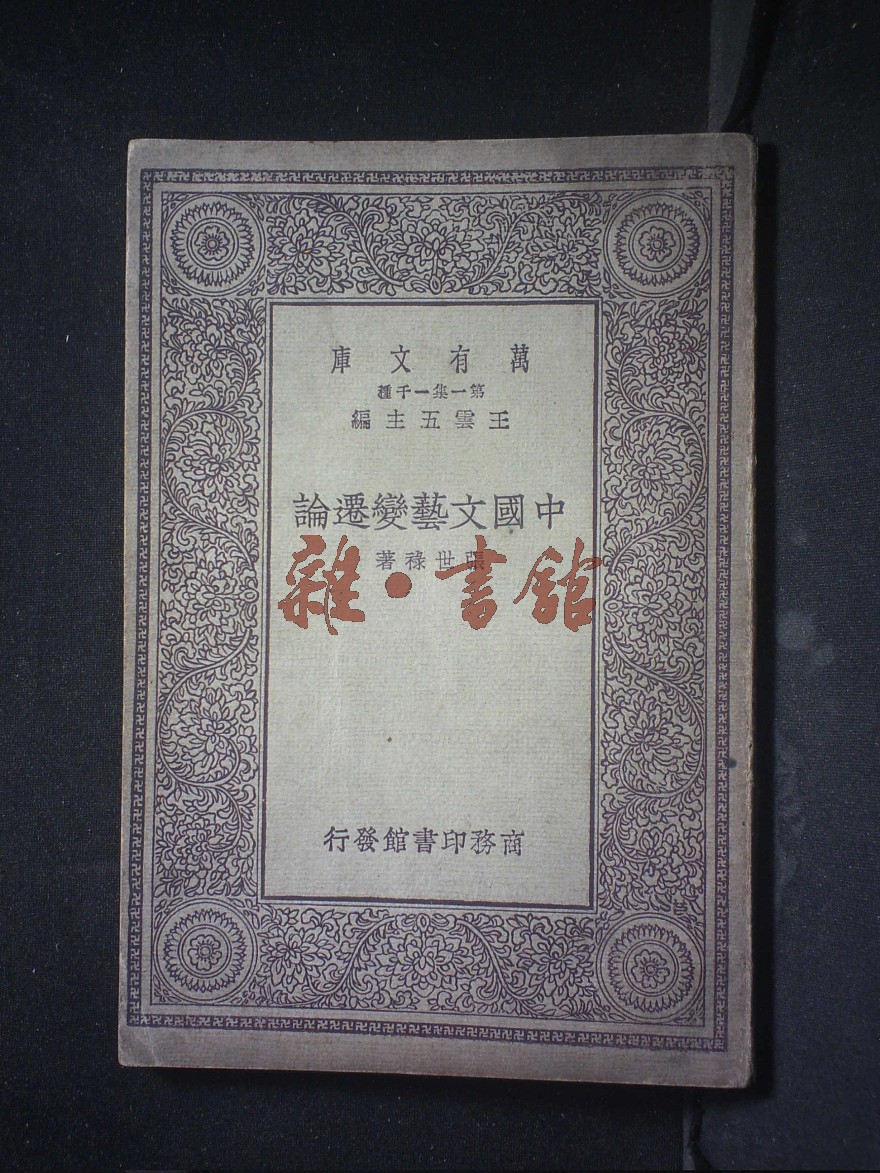 萬有文庫
第一集一千種
王雲五主編
中國文藝變遷論
張世祿著
雜·書館
商務印書館發行